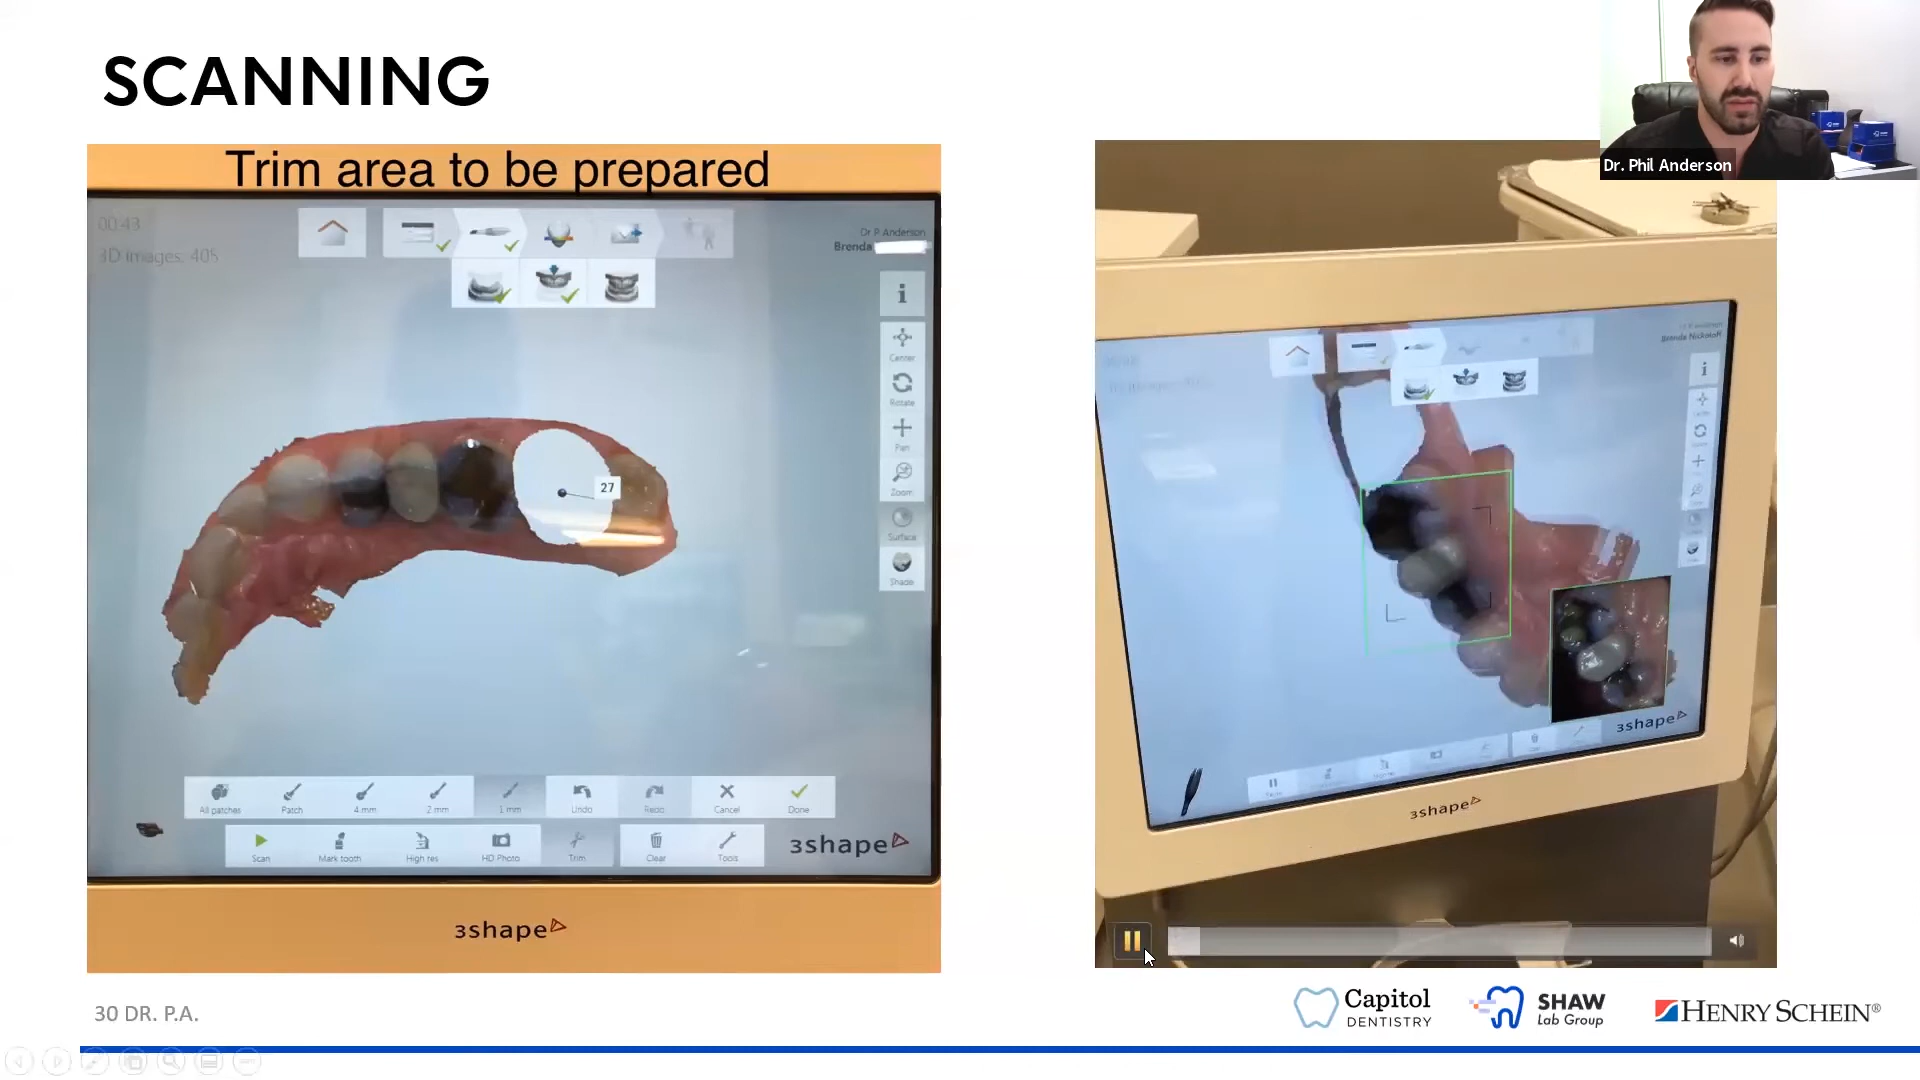 SCANNING
Dr. Phil Anderson
Trim area to be prepared
00:43
3D Images: 405
Dr P Anderson
Brenda
Center
Rotate
Pan
Zoom
Surface
Shade
27
All patches
Patch
4 mm
2 mm
1 mm
Undo
Redo
Cancel
Done
Scan
Mark tooth
High res
HD Photo
Trim
Clear
Tools
3shape
3shape
Brenda
3shape
3shape
30 DR. P.A.
Capitol
DENTISTRY
SHAW
Lab Group
HENRY SCHEIN®